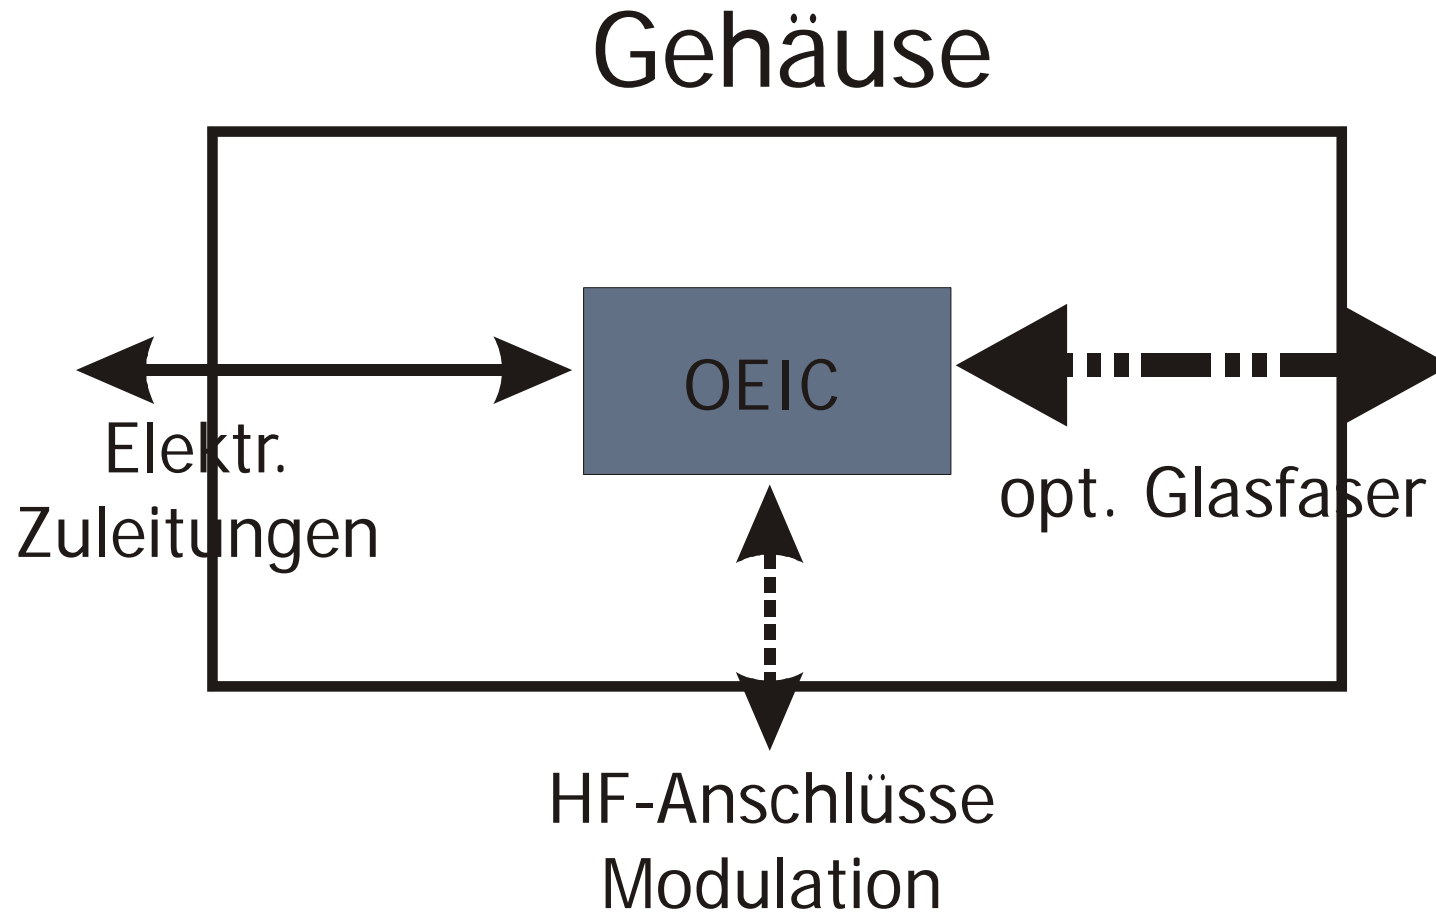 Gehäuse
OEIC
Elektr.
Zuleitungen
opt. Glasfaser
HF-Anschlüsse
Modulation